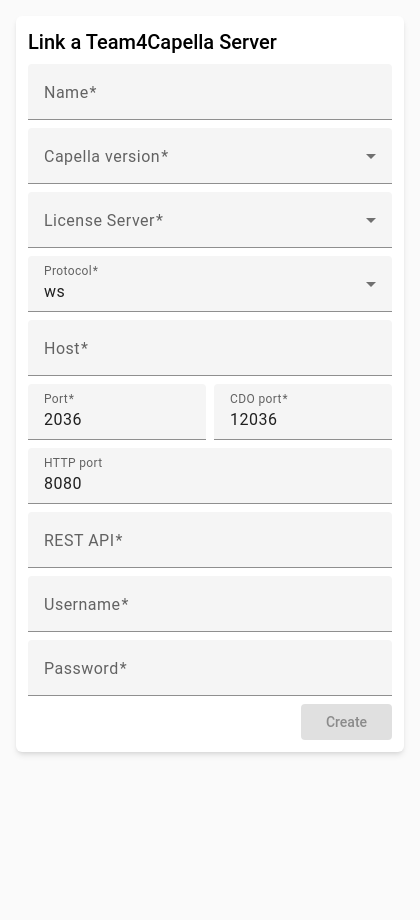 Link a Team4Capella Server
Name*
Capella version*
License Server*
Protocol*
ws
Host*
Port*
2036
CDO port*
12036
HTTP port
8080
REST API*
Username*
Password*
Create